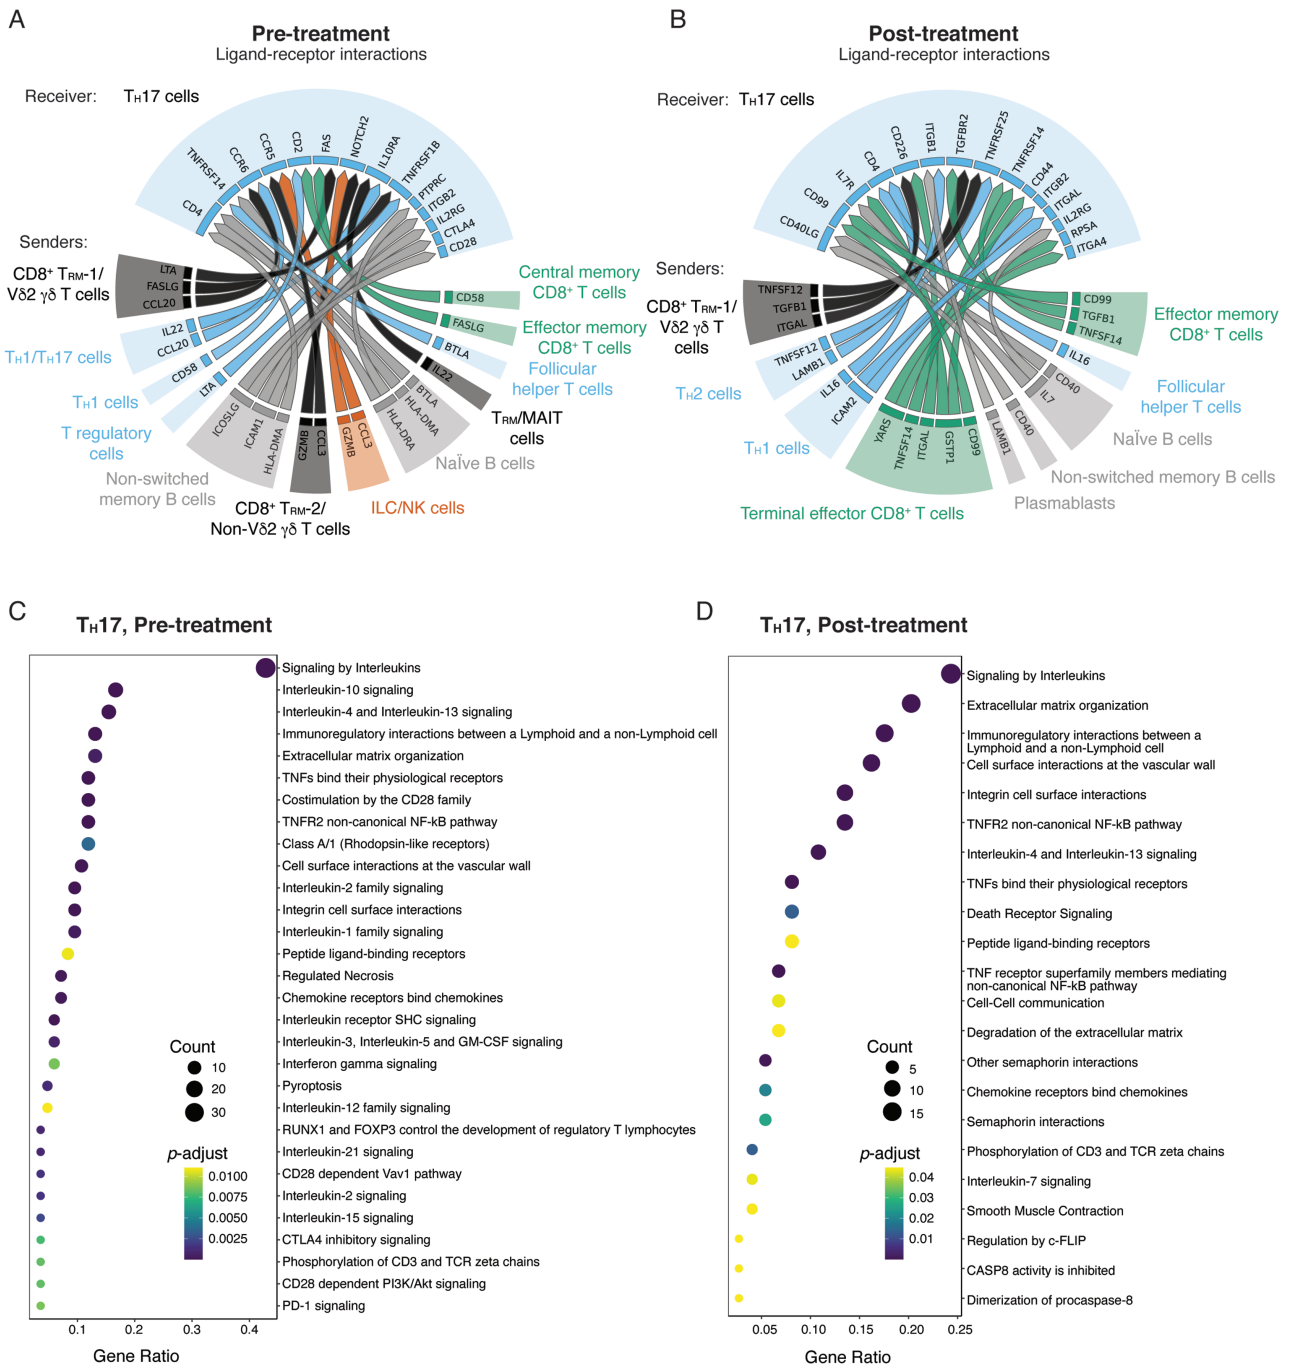 A
Pre-treatment
Ligand-receptor interactions
Receiver: TH17 cells
CD4
TNFRSF14
CCR6
CCR5
CD2
FAS
NOTCH2
IL10RA
TNFRSF1B
PTPRC
ITGB2
IL2RG
CTLA4
CD28
Senders:
CD8+ TRM-1/
Vδ2 γδ T cells
LTA
FASLG
CCL20
TH1/TH17 cells
IL22
CCL20
TH1 cells
CD58
T regulatory
cells
LTA
Non-switched
memory B cells
ICOSLG
ICAM1
HLA-DMA
CD8+ TRM-2/
Non-Vδ2 γδ T cells
GZMB
CCL3
ILC/NK cells
GZMB
CCL3
NaÏve B cells
HLA-DRA
HLA-DMA
BTLA
TRM/MAIT
cells
IL22
Follicular
helper T cells
BTLA
Effector memory
CD8+ T cells
FASLG
Central memory
CD8+ T cells
CD58
B
Post-treatment
Ligand-receptor interactions
Receiver: TH17 cells
CD40LG
CD99
IL7R
CD4
CD226
ITGB1
TGFBR2
TNFRSF25
TNFRSF14
CD44
ITGB2
ITGAL
IL2RG
RPSA
ITGA4
Senders:
CD8+ TRM-1/
Vδ2 γδ T
cells
TNFSF12
TGFB1
ITGAL
TH2 cells
TNFSF12
LAMB1
TH1 cells
IL16
ICAM2
Terminal effector CD8+ T cells
YARS
TNFSF14
ITGAL
GSTP1
CD99
Plasmablasts
LAMB1
Non-switched memory B cells
CD40
NaÏve B cells
IL7
CD40
Follicular
helper T cells
IL16
Effector memory
CD8+ T cells
CD99
TGFB1
TNFSF14
C
TH17, Pre-treatment
Signaling by Interleukins
Interleukin-10 signaling
Interleukin-4 and Interleukin-13 signaling
Immunoregulatory interactions between a Lymphoid and a non-Lymphoid cell
Extracellular matrix organization
TNFs bind their physiological receptors
Costimulation by the CD28 family
TNFR2 non-canonical NF-kB pathway
Class A/1 (Rhodopsin-like receptors)
Cell surface interactions at the vascular wall
Interleukin-2 family signaling
Integrin cell surface interactions
Interleukin-1 family signaling
Peptide ligand-binding receptors
Regulated Necrosis
Chemokine receptors bind chemokines
Interleukin receptor SHC signaling
Interleukin-3, Interleukin-5 and GM-CSF signaling
Interferon gamma signaling
Pyroptosis
Interleukin-12 family signaling
RUNX1 and FOXP3 control the development of regulatory T lymphocytes
Interleukin-21 signaling
CD28 dependent Vav1 pathway
Interleukin-2 signaling
Interleukin-15 signaling
CTLA4 inhibitory signaling
Phosphorylation of CD3 and TCR zeta chains
CD28 dependent PI3K/Akt signaling
PD-1 signaling
Count
10
20
30
p-adjust
0.0100
0.0075
0.0050
0.0025
0.1 0.2 0.3 0.4
Gene Ratio
D
TH17, Post-treatment
Signaling by Interleukins
Extracellular matrix organization
Immunoregulatory interactions between a
Lymphoid and a non-Lymphoid cell
Cell surface interactions at the vascular wall
Integrin cell surface interactions
TNFR2 non-canonical NF-kB pathway
Interleukin-4 and Interleukin-13 signaling
TNFs bind their physiological receptors
Death Receptor Signaling
Peptide ligand-binding receptors
TNF receptor superfamily members mediating
non-canonical NF-kB pathway
Cell-Cell communication
Degradation of the extracellular matrix
Other semaphorin interactions
Chemokine receptors bind chemokines
Semaphorin interactions
Phosphorylation of CD3 and TCR zeta chains
Interleukin-7 signaling
Smooth Muscle Contraction
Regulation by c-FLIP
CASP8 activity is inhibited
Dimerization of procaspase-8
Count
5
10
15
p-adjust
0.04
0.03
0.02
0.01
0.05 0.10 0.15 0.20 0.25
Gene Ratio